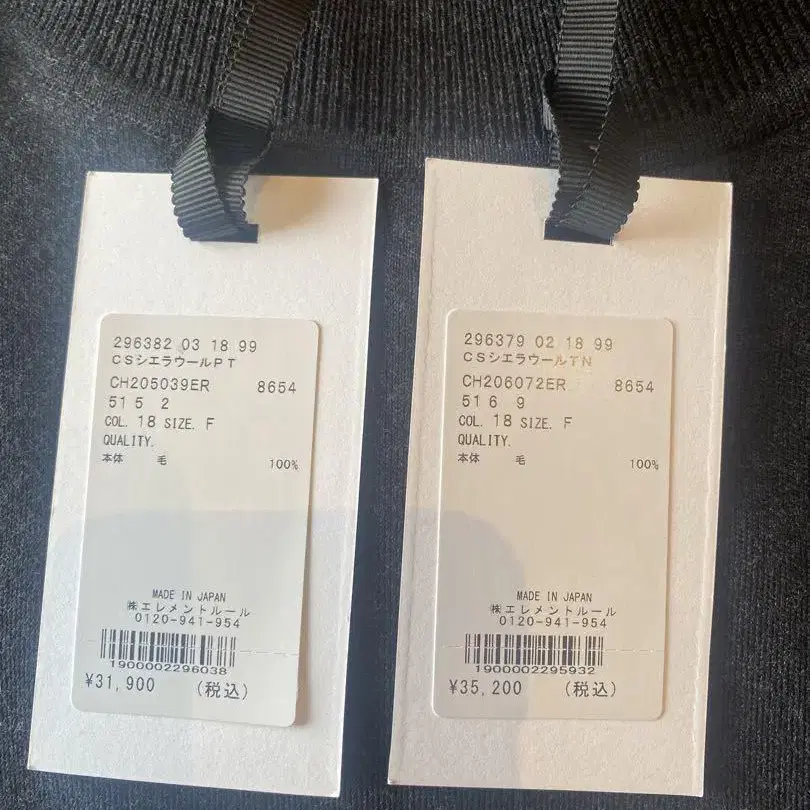 296382 03 18 99
CSシエラウールPT
CH205039ER 8654
51 5 2
COL. 18 SIZE. F
QUALITY.
本体 毛 100%
MADE IN JAPAN
㈱エレメントルール
0120-941-954
1900002296038
¥31,900 (税込)
296379 02 18 99
CSシエラウールTN
CH206072ER 8654
51 6 9
COL. 18 SIZE. F
QUALITY.
本体 毛 100%
MADE IN JAPAN
㈱エレメントルール
0120-941-954
1900002295932
¥35,200 (税込)